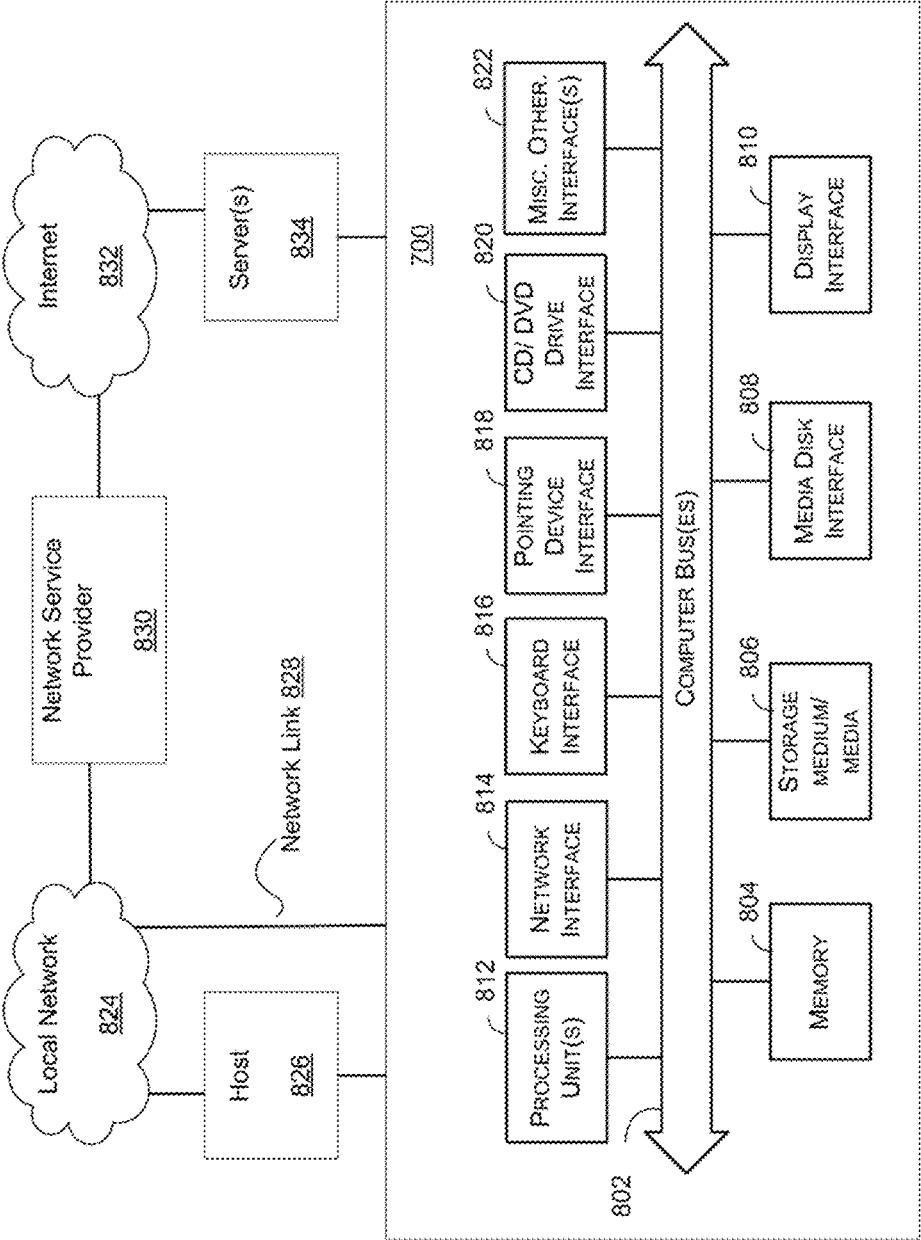 Local Network
824
Host
826
Network Link 828
Network Service
Provider
830
Internet
832
Server(s)
834
700
812
PROCESSING
UNIT(S)
814
NETWORK
INTERFACE
816
KEYBOARD
INTERFACE
818
POINTING
DEVICE
INTERFACE
820
CD/ DVD
DRIVE
INTERFACE
822
MISC. OTHER.
INTERFACE(S)
802
COMPUTER BUS(ES)
804
MEMORY
806
STORAGE
MEDIUM/
MEDIA
808
MEDIA DISK
INTERFACE
810
DISPLAY
INTERFACE